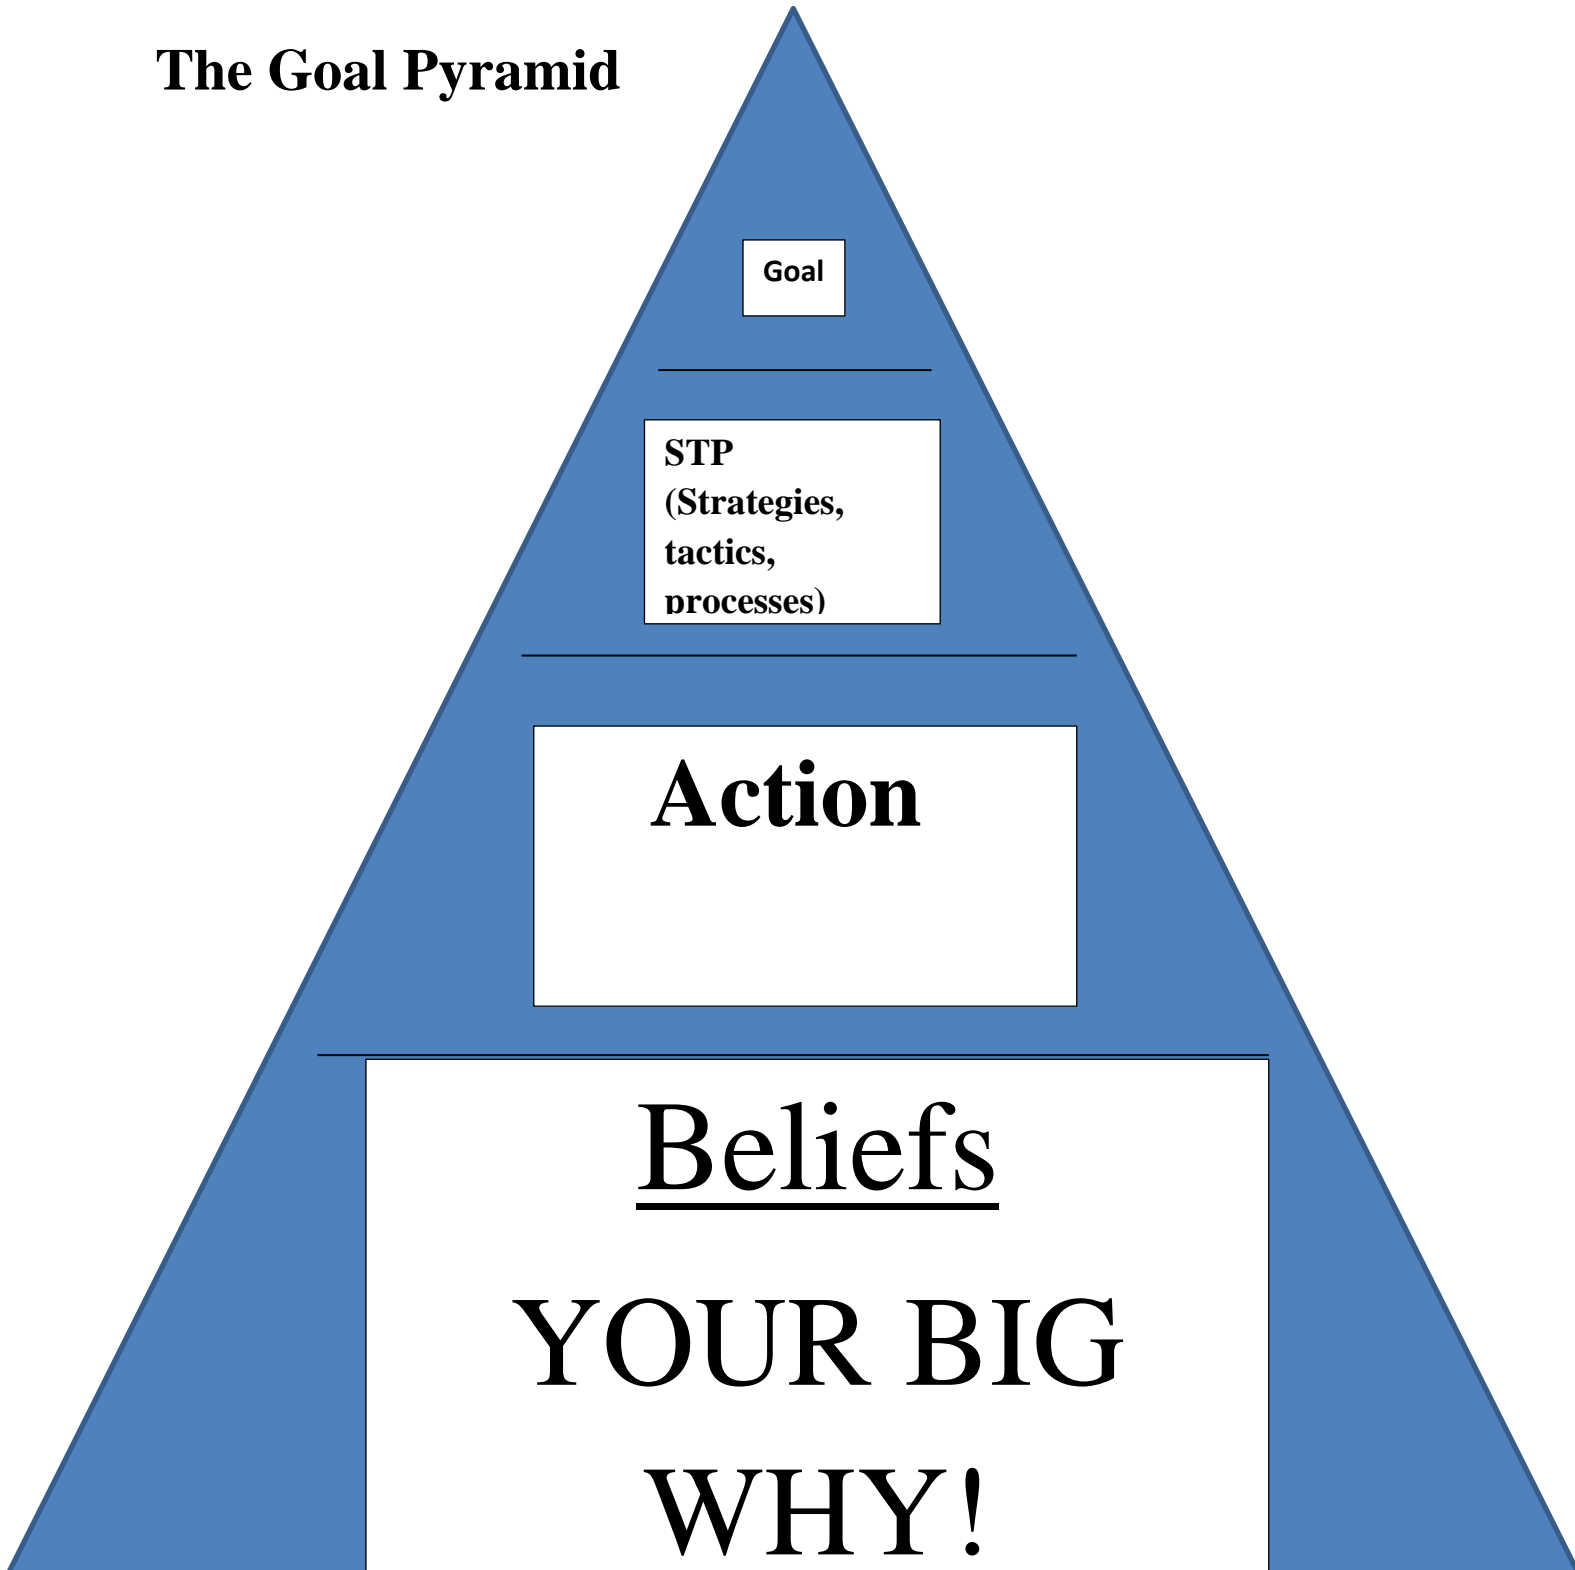 The Goal Pyramid
Goal
STP
(Strategies,
tactics,
processes)
Action
Beliefs
YOUR BIG
WHY!